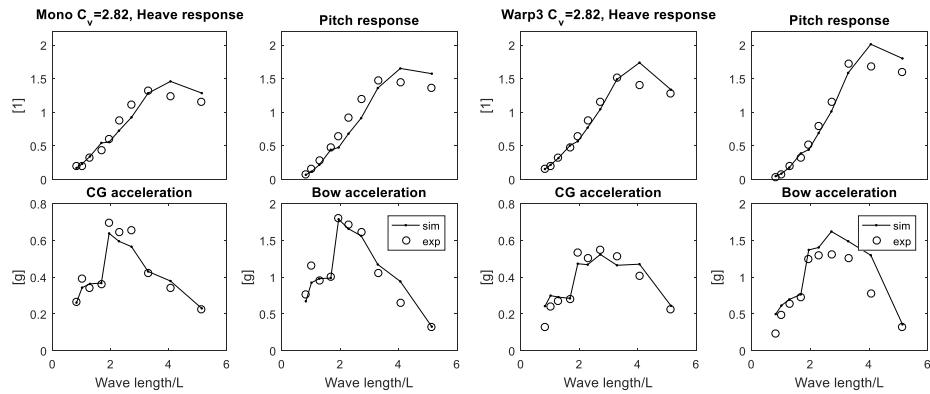 Mono Cv=2.82, Heave response
Pitch response
Warp3 Cv=2.82, Heave response
Pitch response
2
1.5
1
0.5
0
[1]
2
1.5
1
0.5
0
2
1.5
1
0.5
0
[1]
2
1.5
1
0.5
0
CG acceleration
Bow acceleration
CG acceleration
Bow acceleration
0.8
0.6
0.4
0.2
0
[g]
0 2 4 6
Wave length/L
2
1.5
1
0.5
0
[g]
sim
exp
0 2 4 6
Wave length/L
0.8
0.6
0.4
0.2
0
[g]
0 2 4 6
Wave length/L
2
1.5
1
0.5
0
[g]
sim
exp
0 2 4 6
Wave length/L